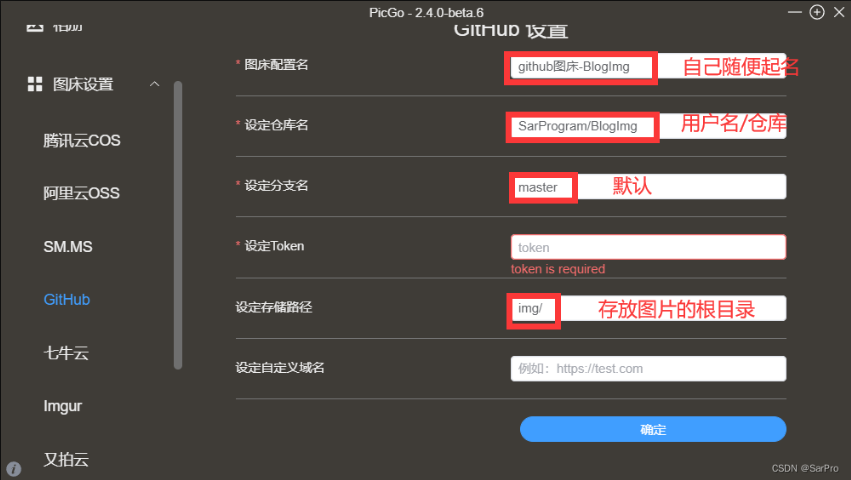 PicGo - 2.4.0-beta.6
相册
GitHub 设置
图床设置
腾讯云COS
阿里云OSS
SM.MS
GitHub
七牛云
Imgur
又拍云
* 图床配置名
github图床-BlogImg
自己随便起名
* 设定仓库名
SarProgram/BlogImg
用户名/仓库
* 设定分支名
master
默认
* 设定Token
token
token is required
设定存储路径
img/
存放图片的根目录
设定自定义域名
例如：https://test.com
确定
CSDN @SarPro